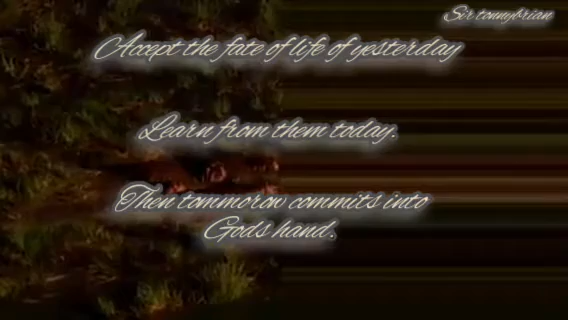 Sir tonnybrian
Accept the fate of life of yesterday
Learn from them today.
Then tommorow commits into
Gods hand.